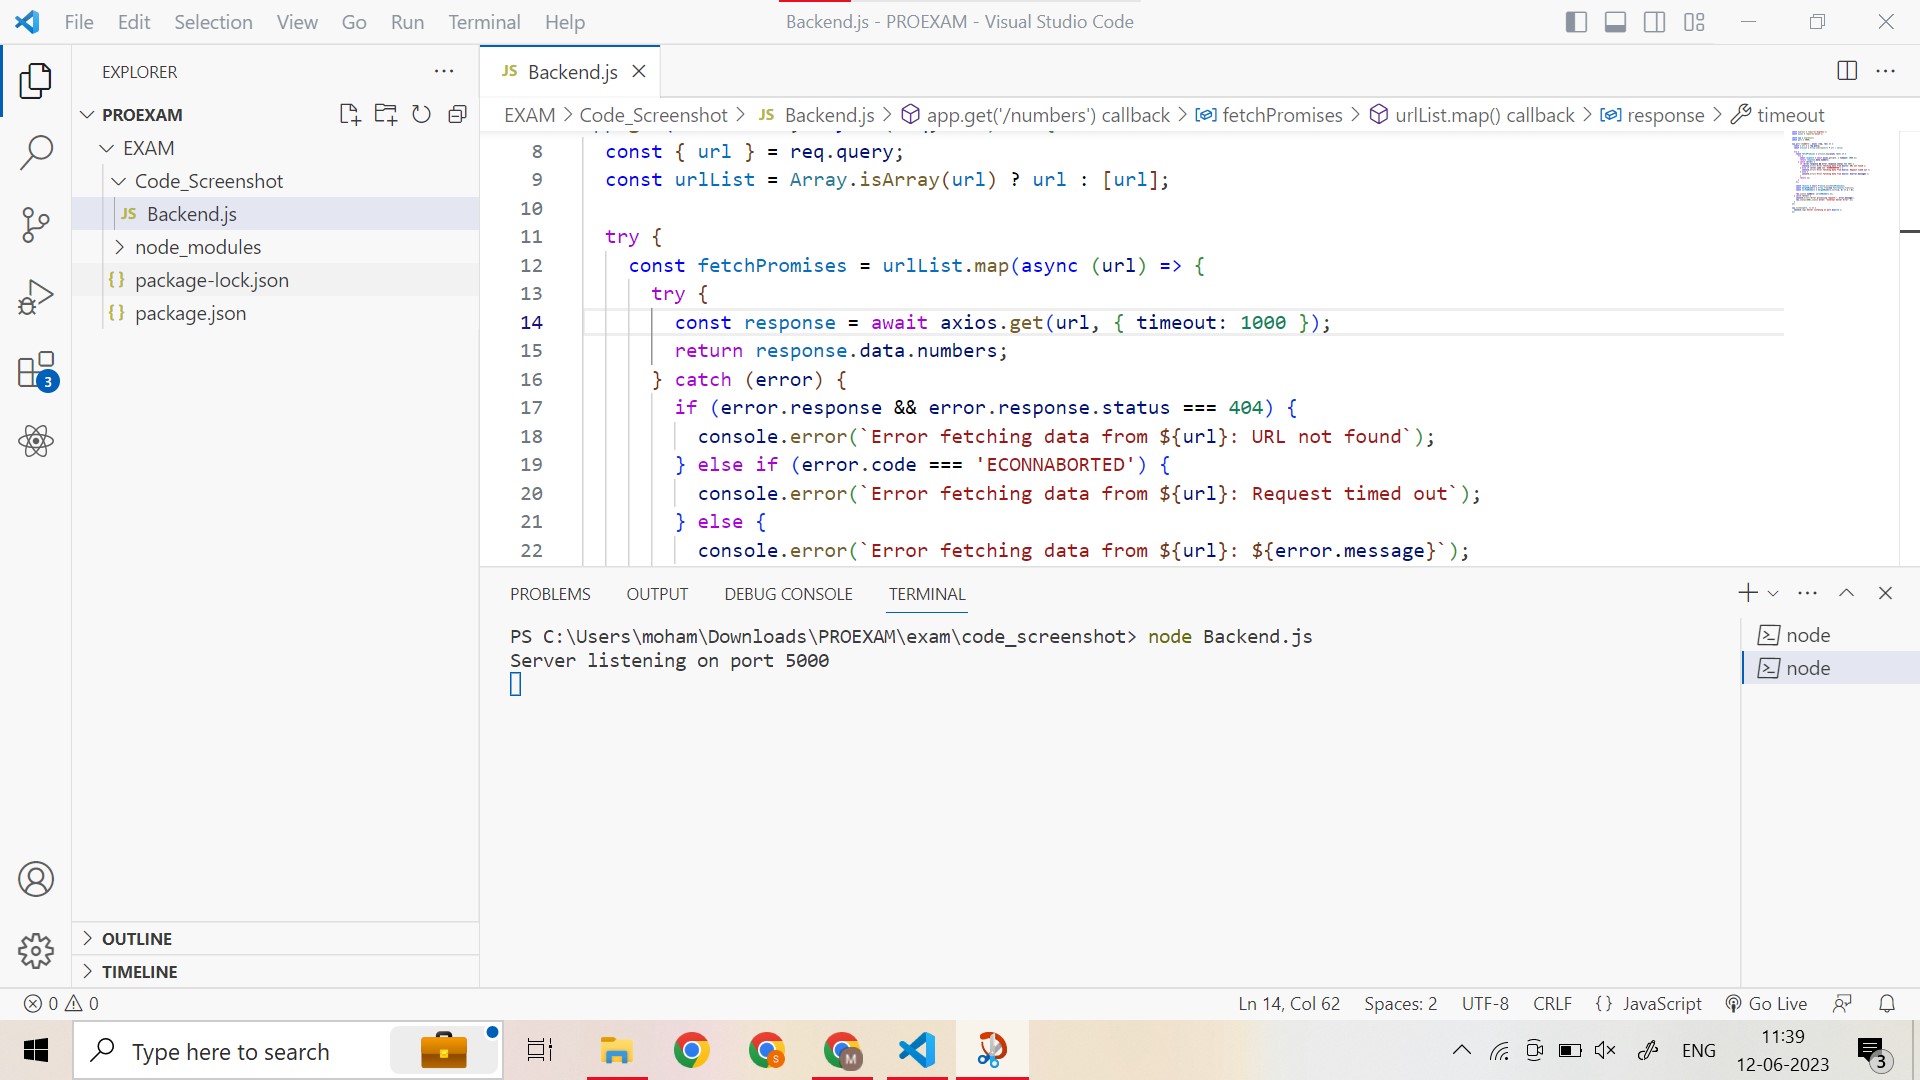 File Edit Selection View Go Run Terminal Help
Backend.js - PROEXAM - Visual Studio Code
EXPLORER
PROEXAM
EXAM
Code_Screenshot
JS Backend.js
node_modules
{} package-lock.json
{} package.json
OUTLINE
TIMELINE
3
JS Backend.js
EXAM > Code_Screenshot > JS Backend.js > app.get('/numbers') callback > fetchPromises > urlList.map() callback > response > timeout
8 const { url } = req.query;
9 const urlList = Array.isArray(url) ? url : [url];
10
11 try {
12 const fetchPromises = urlList.map(async (url) => {
13 try {
14 const response = await axios.get(url, { timeout: 1000 });
15 return response.data.numbers;
16 } catch (error) {
17 if (error.response && error.response.status === 404) {
18 console.error(`Error fetching data from ${url}: URL not found`);
19 } else if (error.code === 'ECONNABORTED') {
20 console.error(`Error fetching data from ${url}: Request timed out`);
21 } else {
22 console.error(`Error fetching data from ${url}: ${error.message}`);
PROBLEMS OUTPUT DEBUG CONSOLE TERMINAL
PS C:\Users\moham\Downloads\PROEXAM\exam\code_screenshot> node Backend.js
Server listening on port 5000
node
node
0 0
Ln 14, Col 62 Spaces: 2 UTF-8 CRLF {} JavaScript Go Live
Type here to search
S
M
ENG
11:39
12-06-2023
3